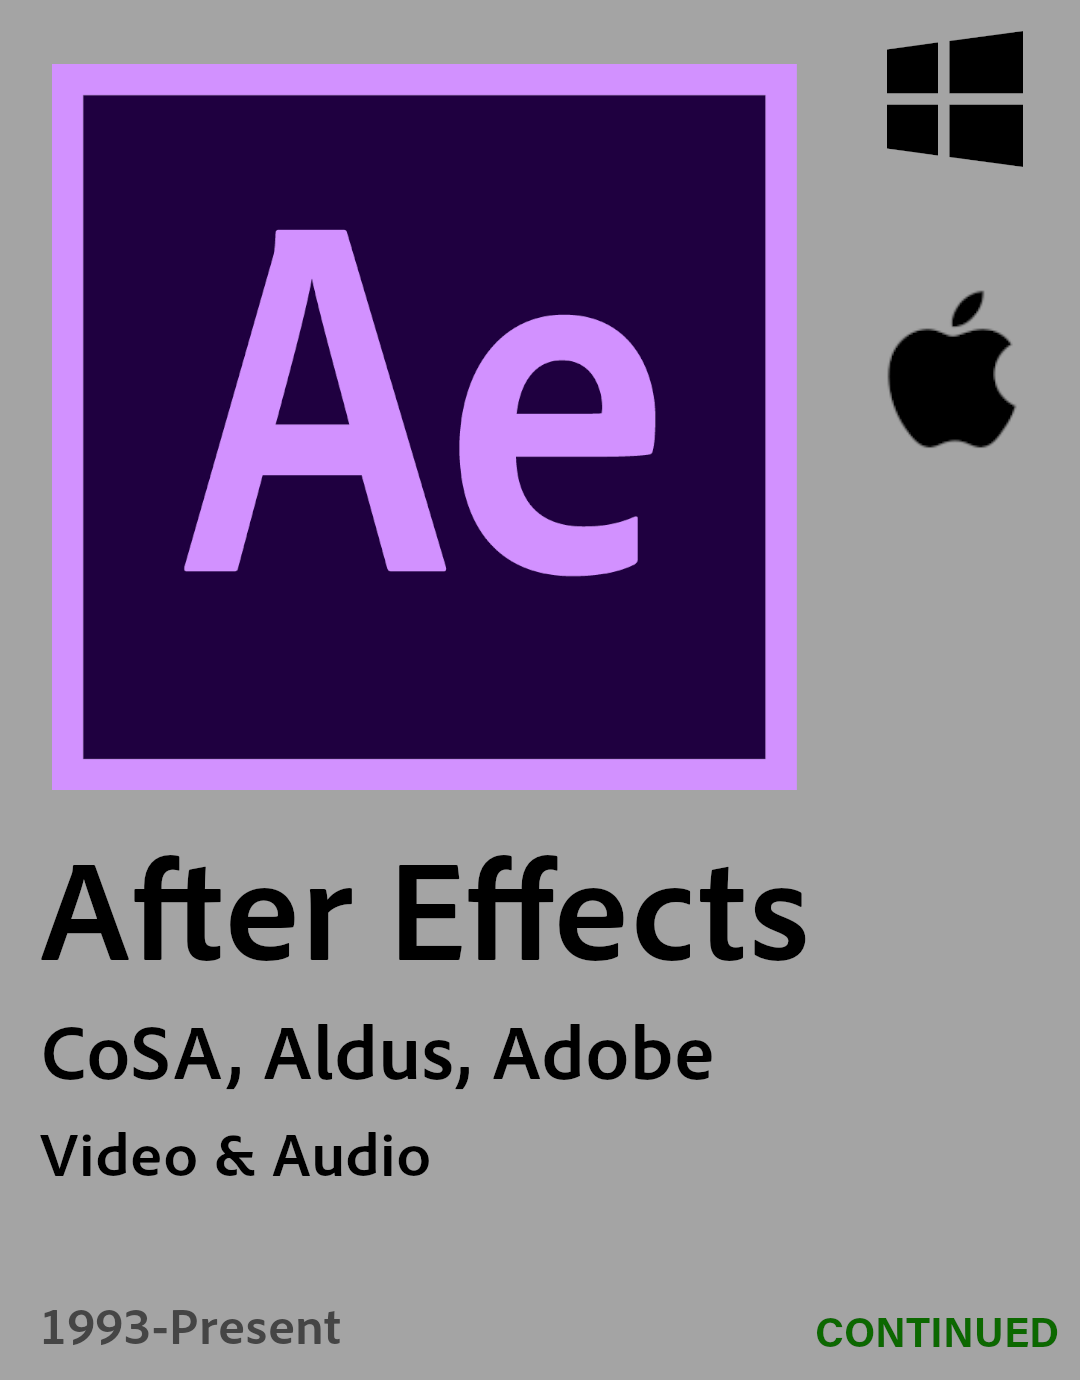 Ae
After Effects
CoSA, Aldus, Adobe
Video & Audio
1993-Present
CONTINUED